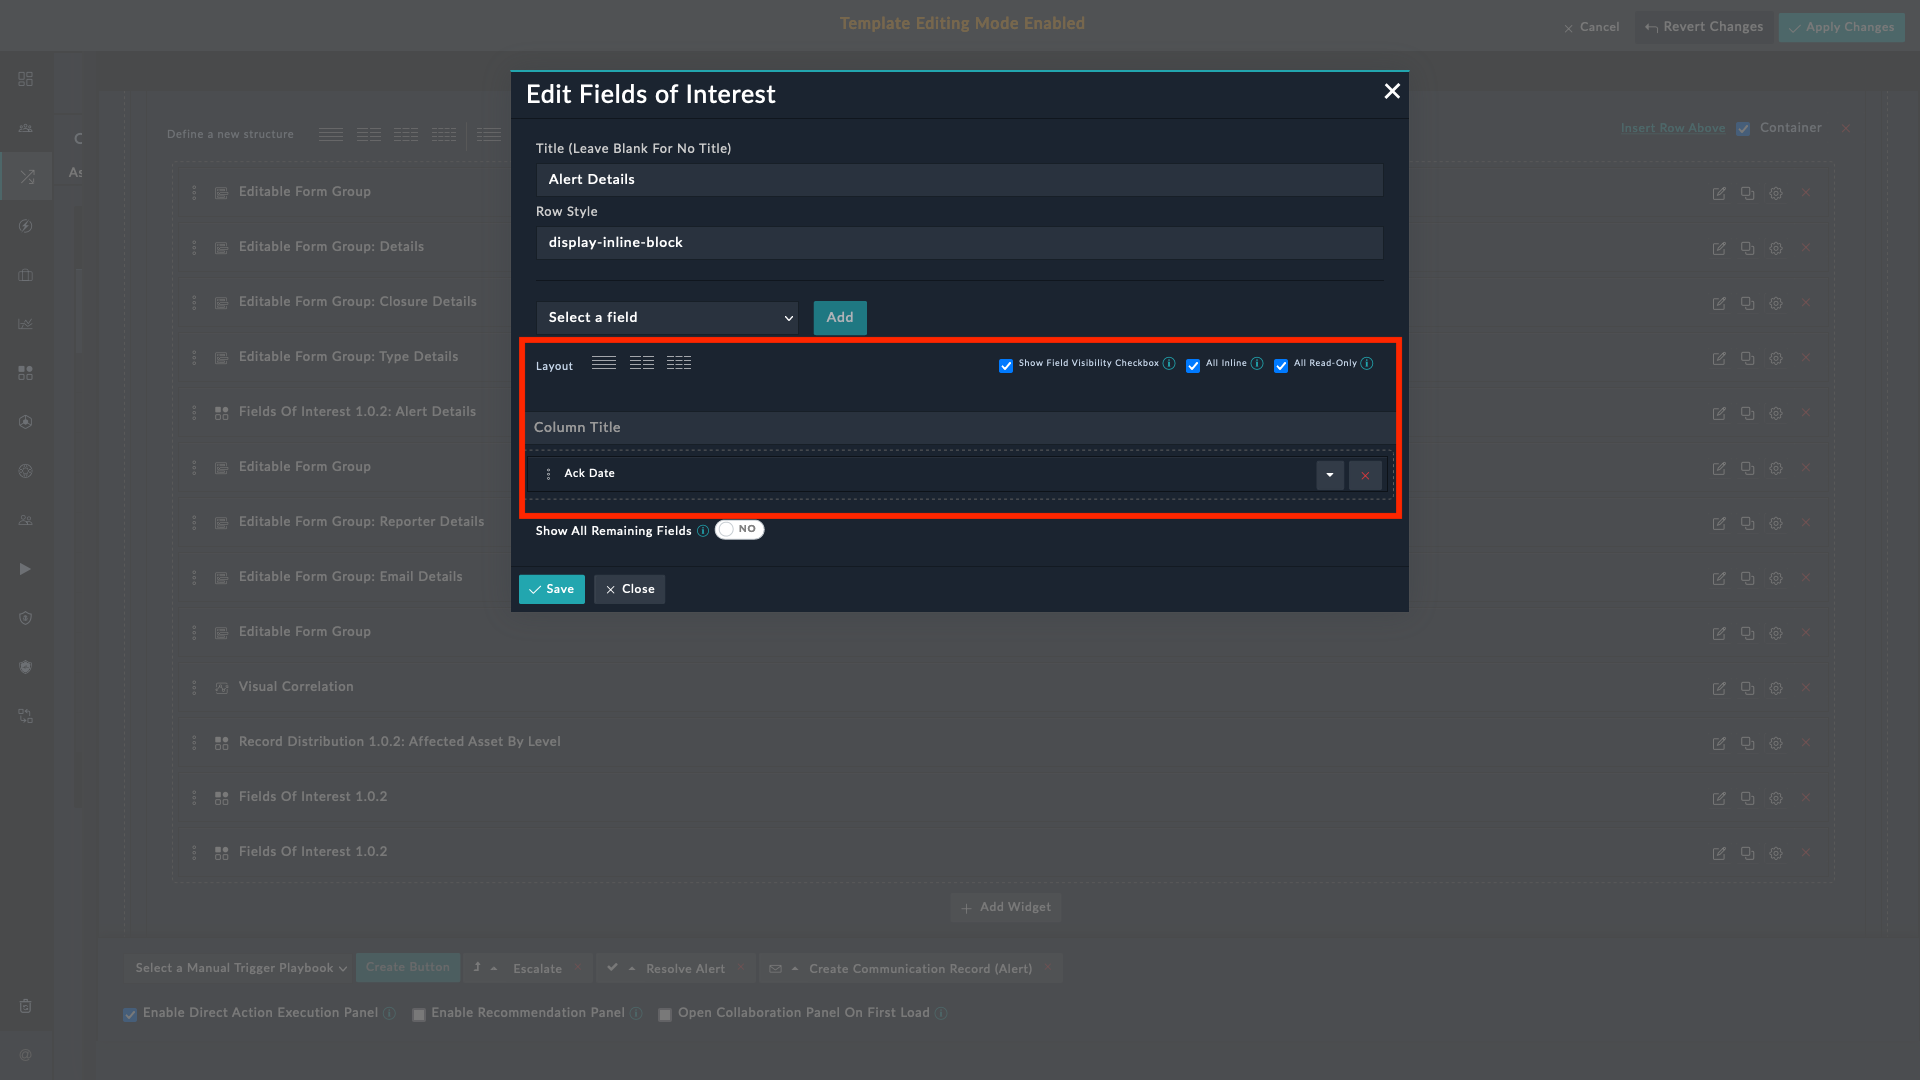 Template Editing Mode Enabled
Cancel
Revert Changes
Apply Changes
Edit Fields of Interest
Define a new structure
Insert Row Above
Container
Title (Leave Blank For No Title)
Alert Details
Row Style
display-inline-block
Select a field
Add
Layout
Show Field Visibility Checkbox
All Inline
All Read-Only
Column Title
Ack Date
Show All Remaining Fields
NO
Save
Close
As
Editable Form Group
Editable Form Group: Details
Editable Form Group: Closure Details
Editable Form Group: Type Details
Fields Of Interest 1.0.2: Alert Details
Editable Form Group
Editable Form Group: Reporter Details
Editable Form Group: Email Details
Editable Form Group
Visual Correlation
Record Distribution 1.0.2: Affected Asset By Level
Fields Of Interest 1.0.2
Fields Of Interest 1.0.2
Add Widget
Select a Manual Trigger Playbook
Create Button
Escalate
Resolve Alert
Create Communication Record (Alert)
Enable Direct Action Execution Panel
Enable Recommendation Panel
Open Collaboration Panel On First Load